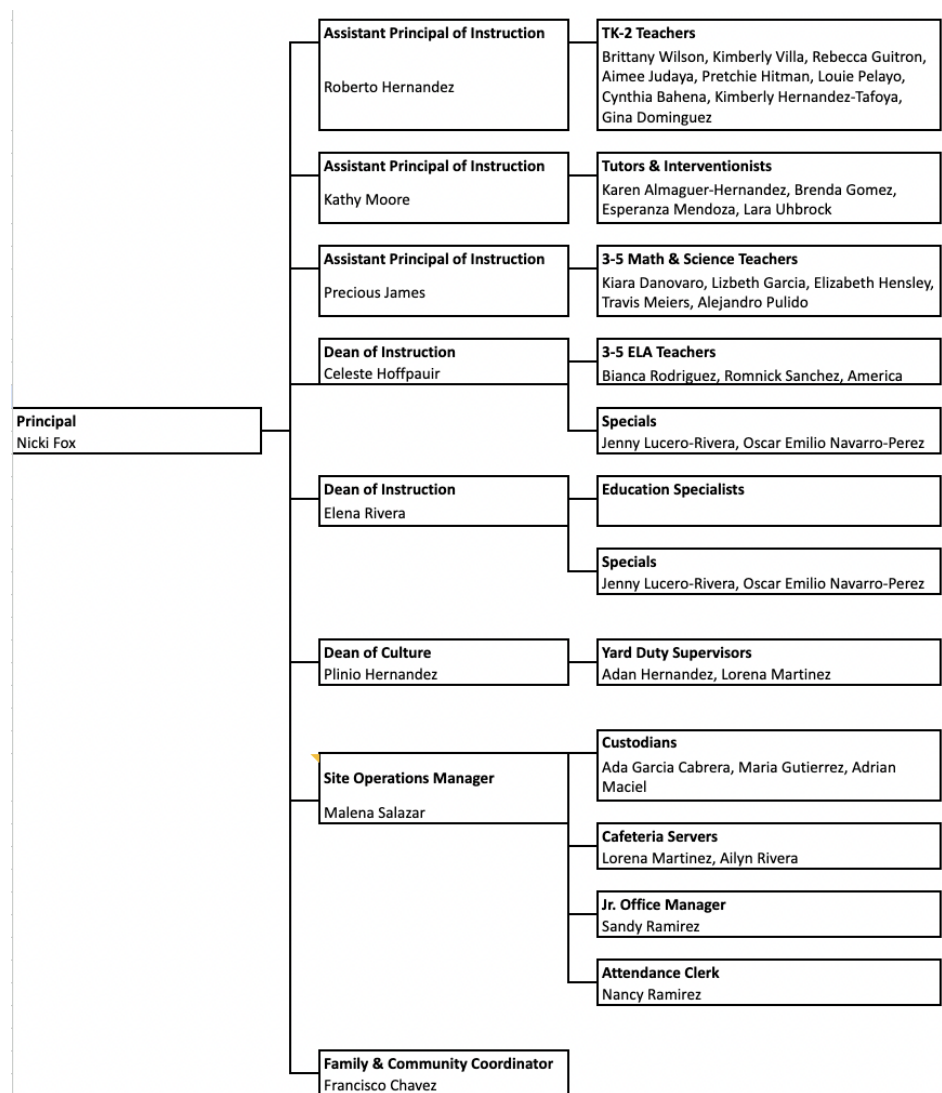 Assistant Principal of Instruction
Roberto Hernandez
TK-2 Teachers
Brittany Wilson, Kimberly Villa, Rebecca Guitron,
Aimee Judaya, Pretchie Hitman, Louie Pelayo,
Cynthia Bahena, Kimberly Hernandez-Tafoya,
Gina Dominguez
Assistant Principal of Instruction
Kathy Moore
Tutors & Interventionists
Karen Almaguer-Hernandez, Brenda Gomez,
Esperanza Mendoza, Lara Uhbrock
Assistant Principal of Instruction
Precious James
3-5 Math & Science Teachers
Kiara Danovaro, Lizbeth Garcia, Elizabeth Hensley,
Travis Meiers, Alejandro Pulido
Dean of Instruction
Celeste Hoffpauir
3-5 ELA Teachers
Bianca Rodriguez, Romnick Sanchez, America
Specials
Jenny Lucero-Rivera, Oscar Emilio Navarro-Perez
Principal
Nicki Fox
Dean of Instruction
Elena Rivera
Education Specialists
Specials
Jenny Lucero-Rivera, Oscar Emilio Navarro-Perez
Dean of Culture
Plinio Hernandez
Yard Duty Supervisors
Adan Hernandez, Lorena Martinez
Site Operations Manager
Malena Salazar
Custodians
Ada Garcia Cabrera, Maria Gutierrez, Adrian
Maciel
Cafeteria Servers
Lorena Martinez, Ailyn Rivera
Jr. Office Manager
Sandy Ramirez
Attendance Clerk
Nancy Ramirez
Family & Community Coordinator
Francisco Chavez